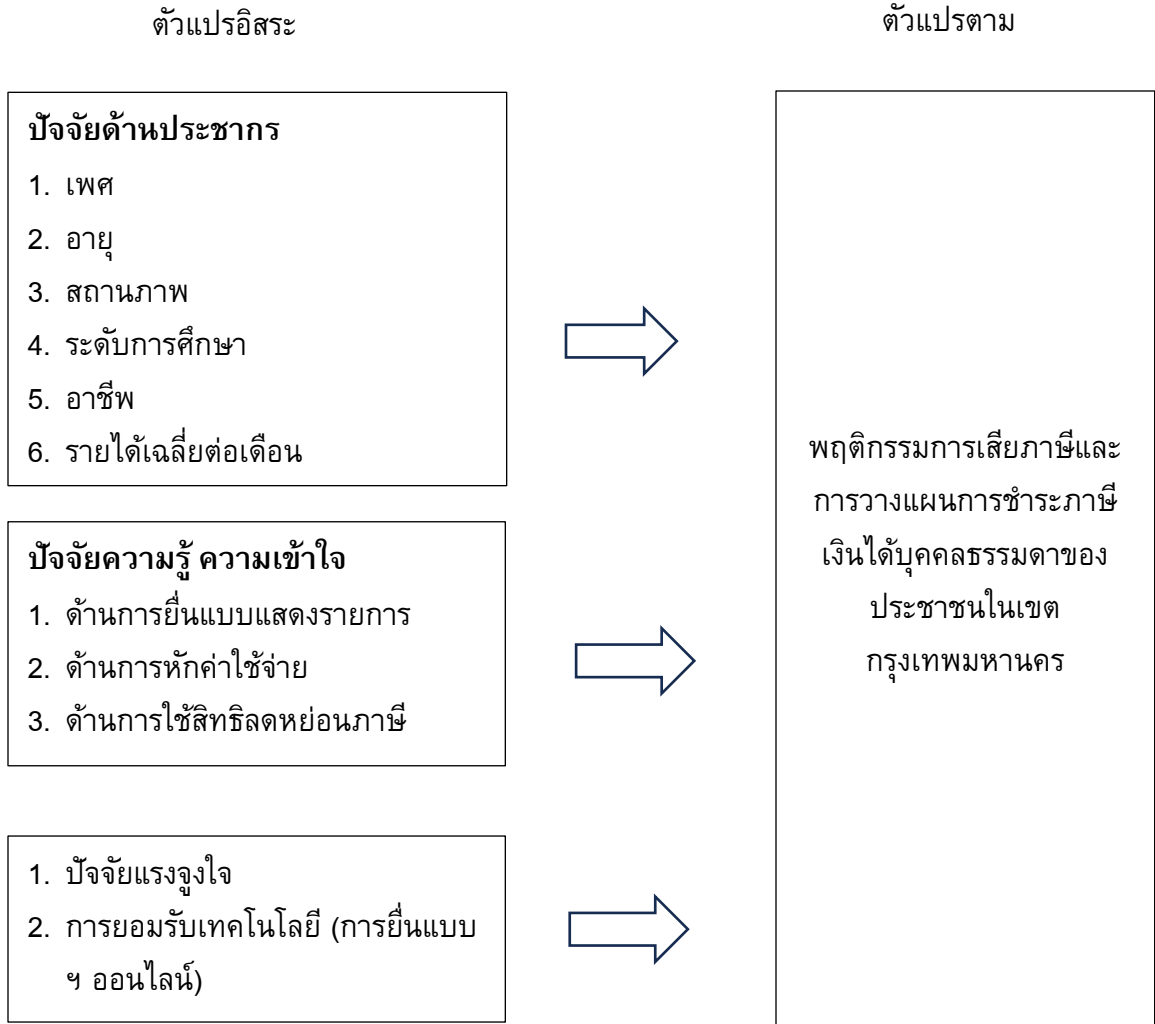 ตัวแปรอิสระ
ตัวแปรตาม
ปัจจัยด้านประชากร
1. เพศ
2. อายุ
3. สถานภาพ
4. ระดับการศึกษา
5. อาชีพ
6. รายได้เฉลี่ยต่อเดือน
ปัจจัยความรู้ ความเข้าใจ
1. ด้านการยื่นแบบแสดงรายการ
2. ด้านการหักค่าใช้จ่าย
3. ด้านการใช้สิทธิลดหย่อนภาษี
1. ปัจจัยแรงจูงใจ
2. การยอมรับเทคโนโลยี (การยื่นแบบ
ฯ ออนไลน์)
พฤติกรรมการเสียภาษีและ
การวางแผนการชำระภาษี
เงินได้บุคคลธรรมดาของ
ประชาชนในเขต
กรุงเทพมหานคร